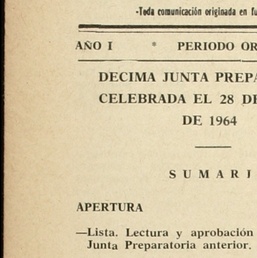 -Toda comunicación originada en fu
AÑO I * PERIODO OR
DECIMA JUNTA PREPA
CELEBRADA EL 28 DE
DE 1964
SUMARI
APERTURA
—Lista. Lectura y aprobación
Junta Preparatoria anterior.